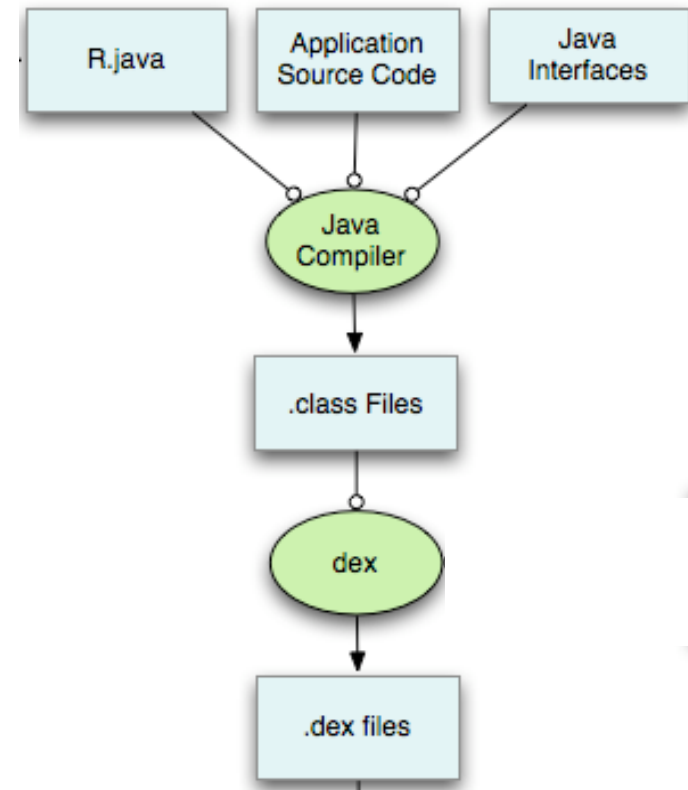 R.java
Application
Source Code
Java
Interfaces
Java
Compiler
.class Files
dex
.dex files